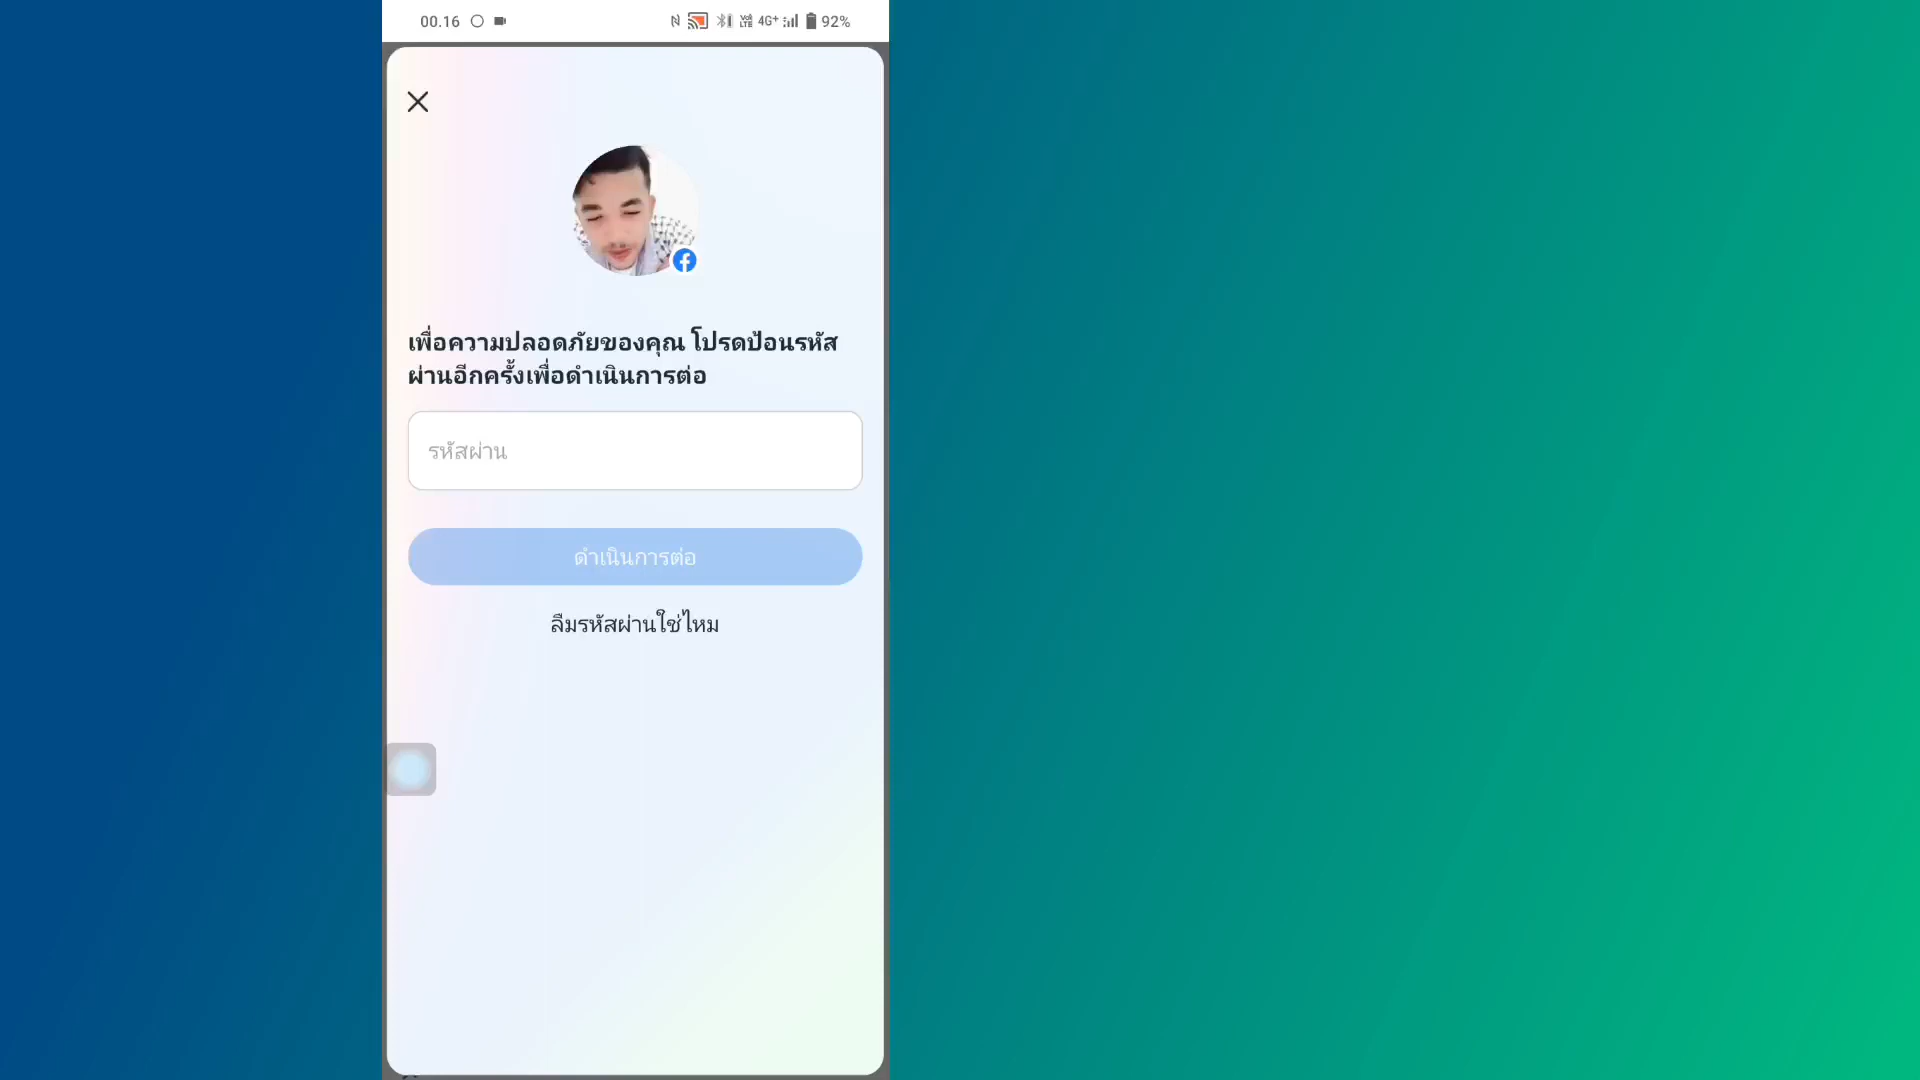 00.16
4G+
92%
เพื่อความปลอดภัยของคุณ โปรดป้อนรหัส
ผ่านอีกครั้งเพื่อดำเนินการต่อ
รหัสผ่าน
ดำเนินการต่อ
ลืมรหัสผ่านใช่ไหม